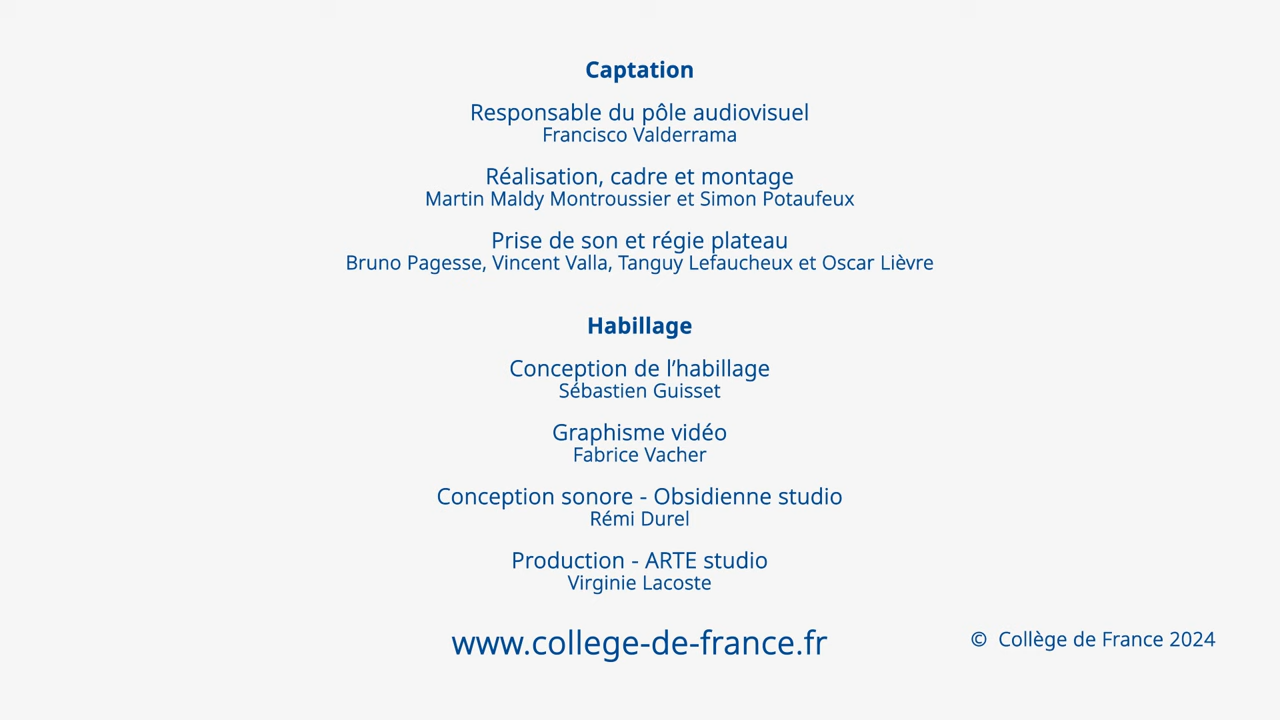 Captation
Responsable du pôle audiovisuel
Francisco Valderrama
Réalisation, cadre et montage
Martin Maldy Montroussier et Simon Potaufeux
Prise de son et régie plateau
Bruno Pagesse, Vincent Valla, Tanguy Lefaucheux et Oscar Lièvre
Habillage
Conception de l’habillage
Sébastien Guisset
Graphisme vidéo
Fabrice Vacher
Conception sonore - Obsidienne studio
Rémi Durel
Production - ARTE studio
Virginie Lacoste
www.college-de-france.fr
© Collège de France 2024